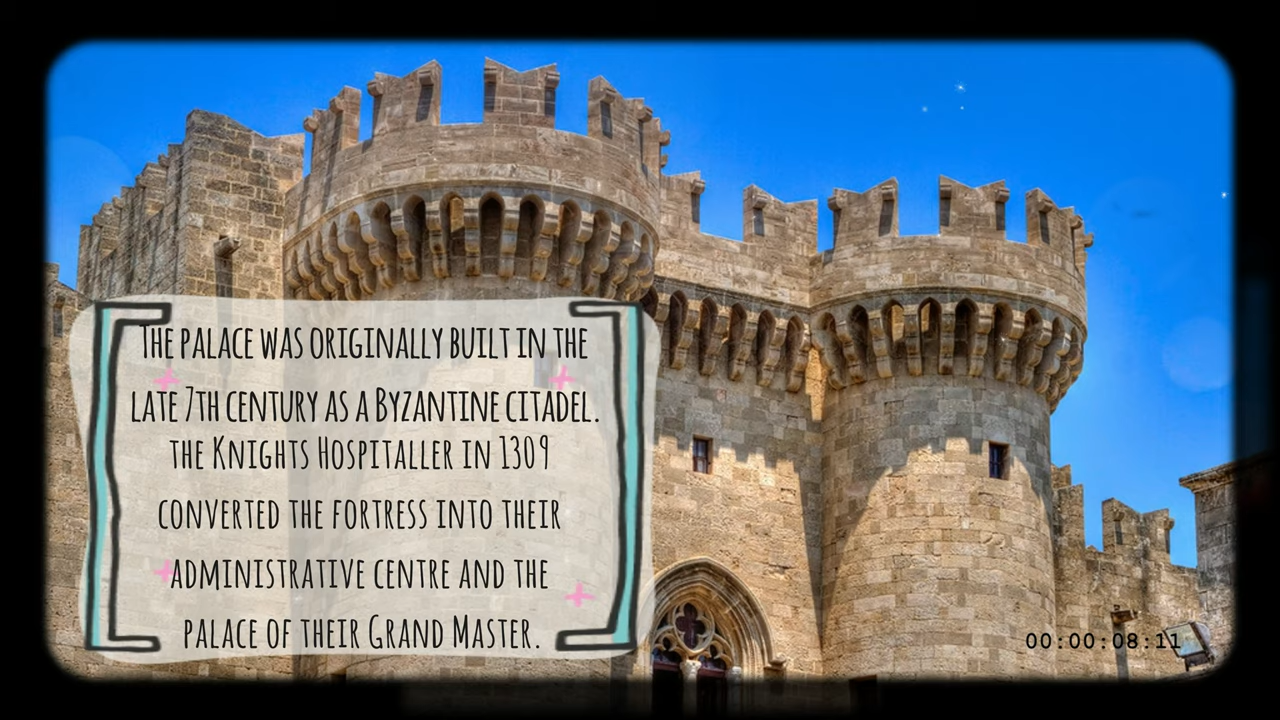 The palace was originally built in the
late 7th century as a Byzantine citadel.
the Knights Hospitaller in 1309
converted the fortress into their
administrative centre and the
palace of their Grand Master.
00:00:08:11